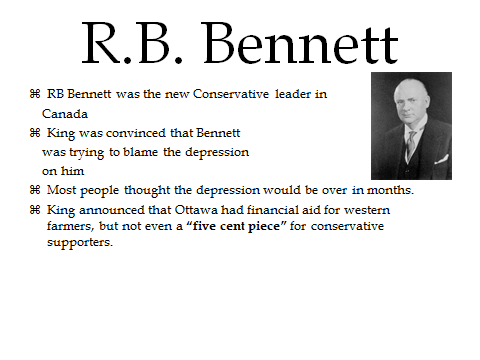 R.B. Bennett
⌘ RB Bennett was the new Conservative leader in
Canada
⌘ King was convinced that Bennett
was trying to blame the depression
on him
⌘ Most people thought the depression would be over in months.
⌘ King announced that Ottawa had financial aid for western
farmers, but not even a “five cent piece” for conservative
supporters.